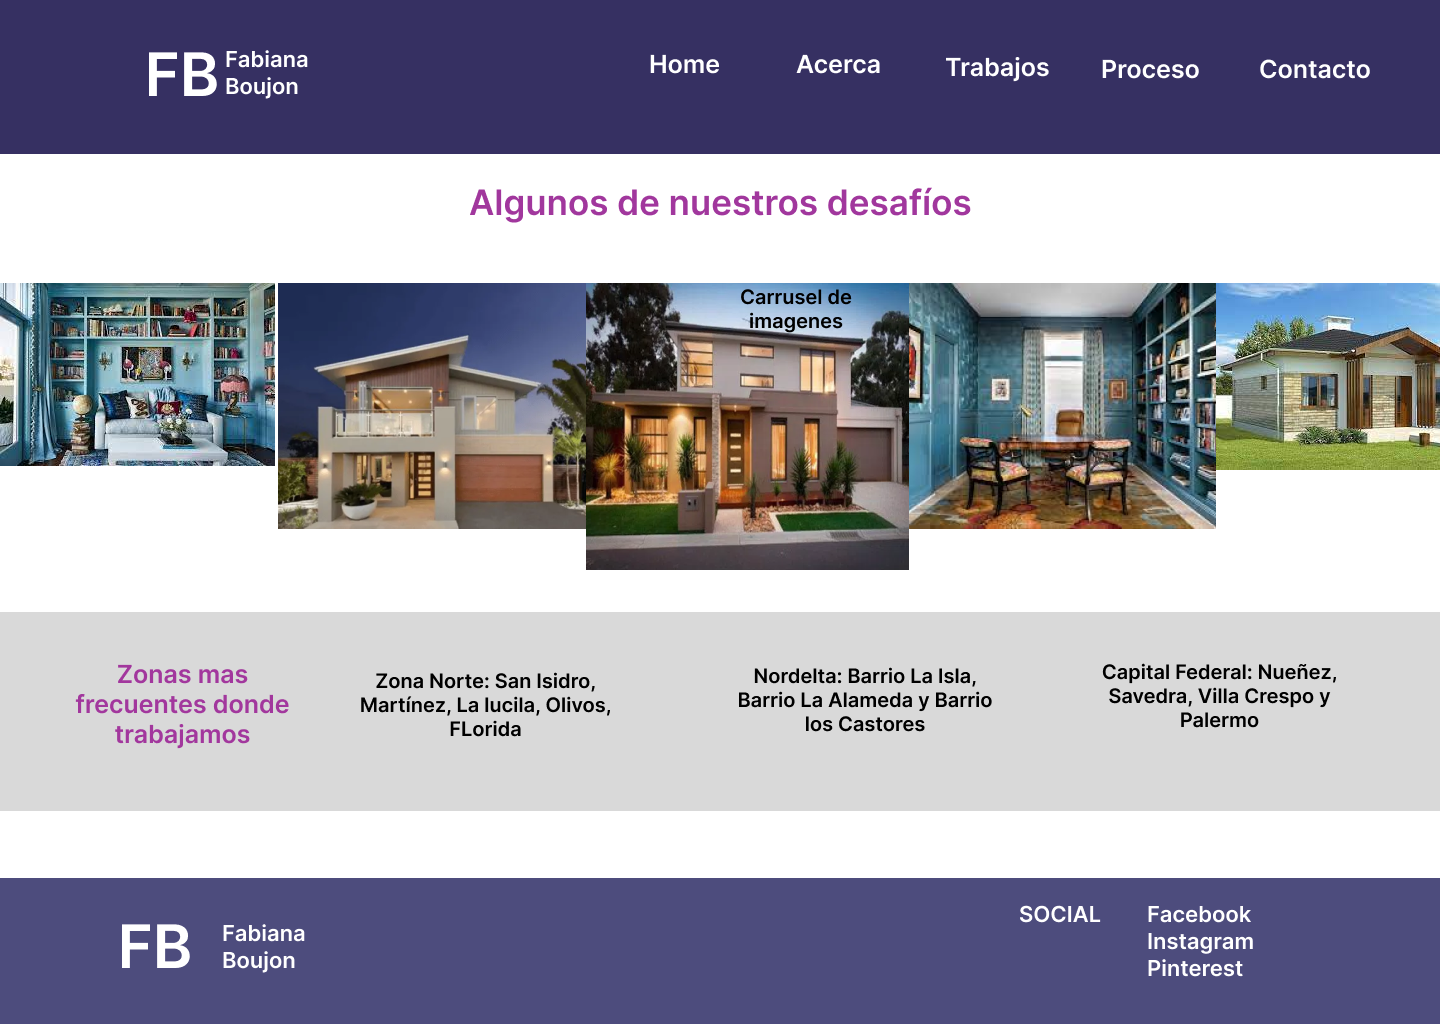 FB
Fabiana
Boujon
Home
Acerca
Trabajos
Proceso
Contacto
Algunos de nuestros desafíos
Carrusel de
imagenes
Zonas mas
frecuentes donde
trabajamos
Zona Norte: San Isidro,
Martínez, La lucila, Olivos,
FLorida
Nordelta: Barrio La Isla,
Barrio La Alameda y Barrio
los Castores
Capital Federal: Nueñez,
Savedra, Villa Crespo y
Palermo
FB
Fabiana
Boujon
SOCIAL
Facebook
Instagram
Pinterest